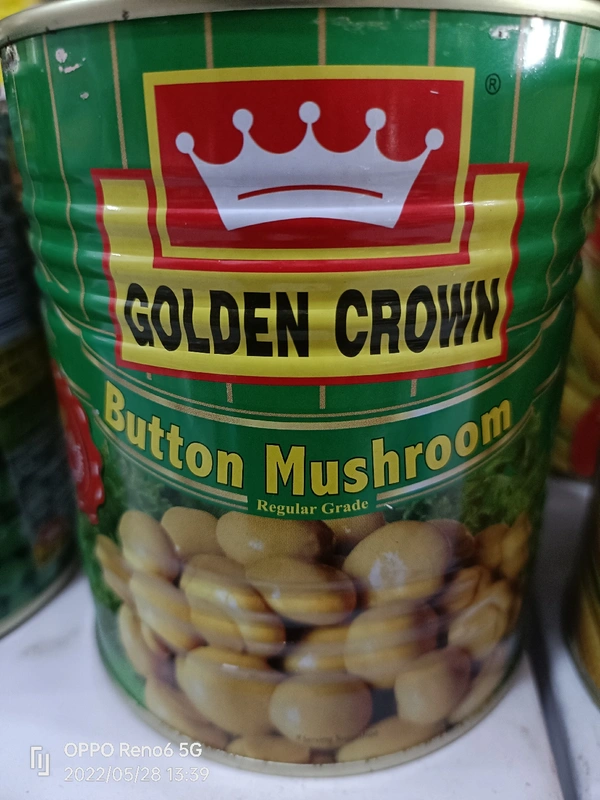 ®
GOLDEN CROWN
Button Mushroom
Regular Grade
OPPO Reno6 5G
2022/05/28 13:39